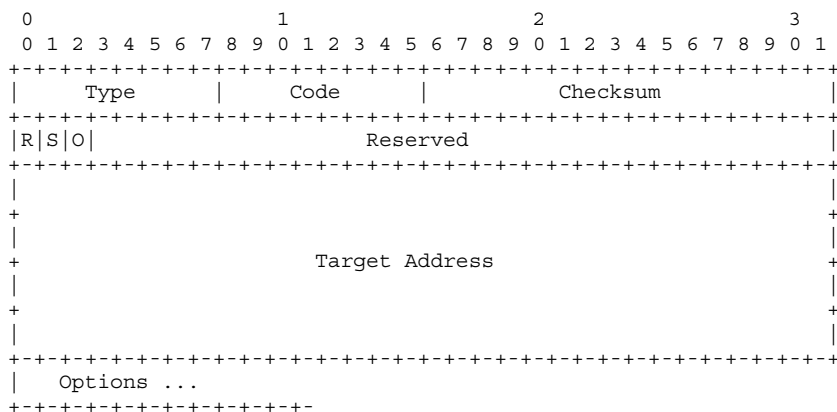 0                   1                   2                   3
 0 1 2 3 4 5 6 7 8 9 0 1 2 3 4 5 6 7 8 9 0 1 2 3 4 5 6 7 8 9 0 1
+-+-+-+-+-+-+-+-+-+-+-+-+-+-+-+-+-+-+-+-+-+-+-+-+-+-+-+-+-+-+-+-+
|     Type      |     Code      |          Checksum             |
+-+-+-+-+-+-+-+-+-+-+-+-+-+-+-+-+-+-+-+-+-+-+-+-+-+-+-+-+-+-+-+-+
|R|S|O|                     Reserved                            |
+-+-+-+-+-+-+-+-+-+-+-+-+-+-+-+-+-+-+-+-+-+-+-+-+-+-+-+-+-+-+-+-+
|                                                               |
+                                                               +
|                                                               |
+                       Target Address                          +
|                                                               |
+                                                               +
|                                                               |
+-+-+-+-+-+-+-+-+-+-+-+-+-+-+-+-+-+-+-+-+-+-+-+-+-+-+-+-+-+-+-+-+
|   Options ...
+-+-+-+-+-+-+-+-+-+-+-+-